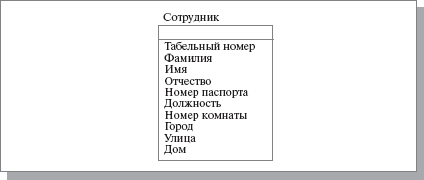 Сотрудник
Табельный номер
Фамилия
Имя
Отчество
Номер паспорта
Должность
Номер комнаты
Город
Улица
Дом